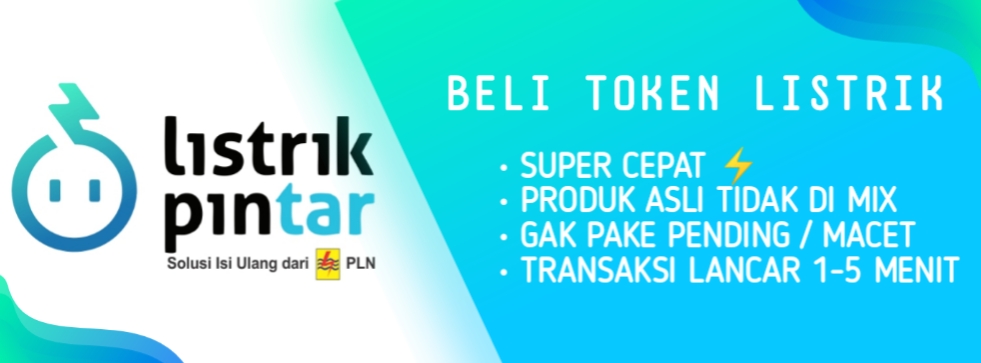 listrik
pintar
Solusi Isi Ulang dari PLN
BELI TOKEN LISTRIK
• SUPER CEPAT ⚡
• PRODUK ASLI TIDAK DI MIX
• GAK PAKE PENDING / MACET
• TRANSAKSI LANCAR 1-5 MENIT